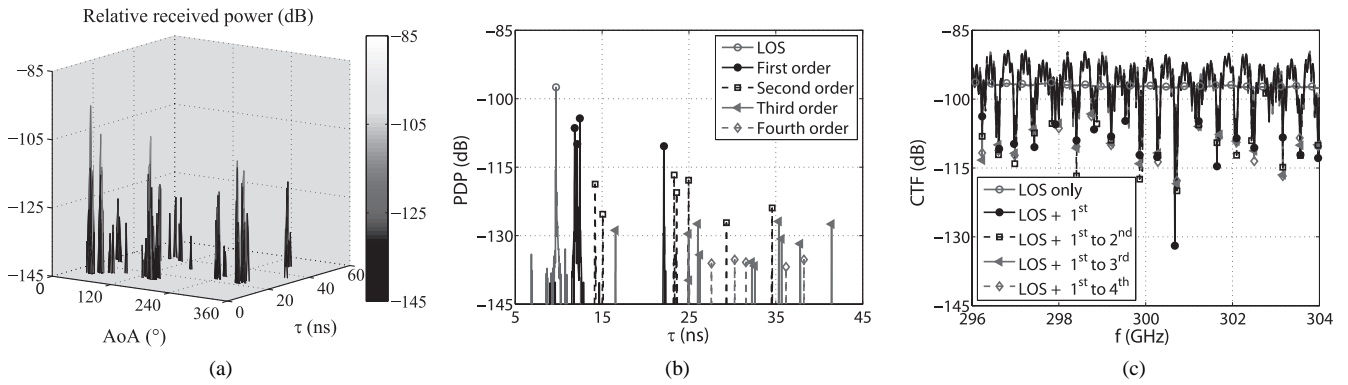 Relative received power (dB)
−85
−105
−125
−145
0
120
240
360
AoA (°)
0
20
40
60
τ (ns)
−85
−105
−125
−145
(a)
−85
−100
−115
−130
−145
PDP (dB)
5
15
25
35
45
τ (ns)
LOS
First order
Second order
Third order
Fourth order
(b)
−85
−100
−115
−130
−145
CTF (dB)
296
298
300
302
304
f (GHz)
LOS only
LOS + 1st
LOS + 1st to 2nd
LOS + 1st to 3rd
LOS + 1st to 4th
(c)